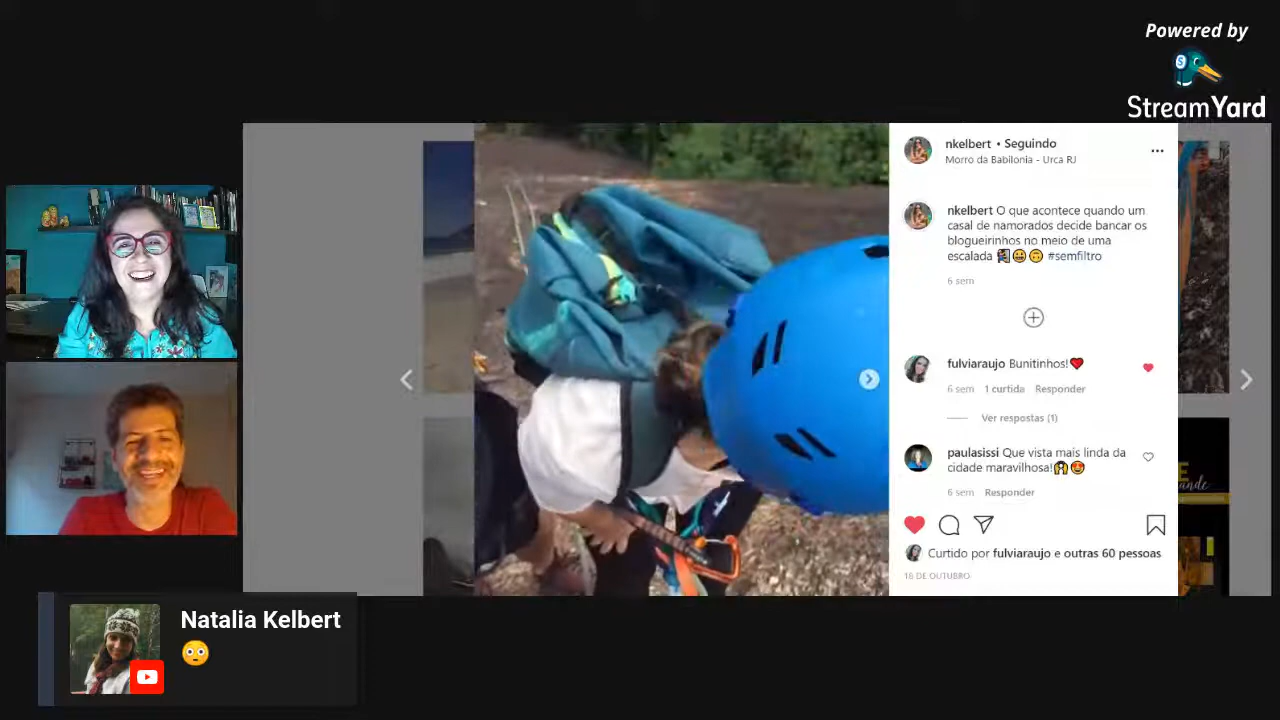 Powered by
StreamYard
nkelbert • Seguindo
Morro da Babilonia - Urca RJ
nkelbert O que acontece quando um
casal de namorados decide bancar os
blogueirinhos no meio de uma
escalada 🤳😀🙃 #semfiltro
6 sem
fulviaraujo Bunitinhos!❤️
6 sem 1 curtida Responder
Ver respostas (1)
paulasissi Que vista mais linda da
cidade maravilhosa!🙌😍
6 sem Responder
Curtido por fulviaraujo e outras 60 pessoas
16 DE OUTUBRO
Natalia Kelbert
😳